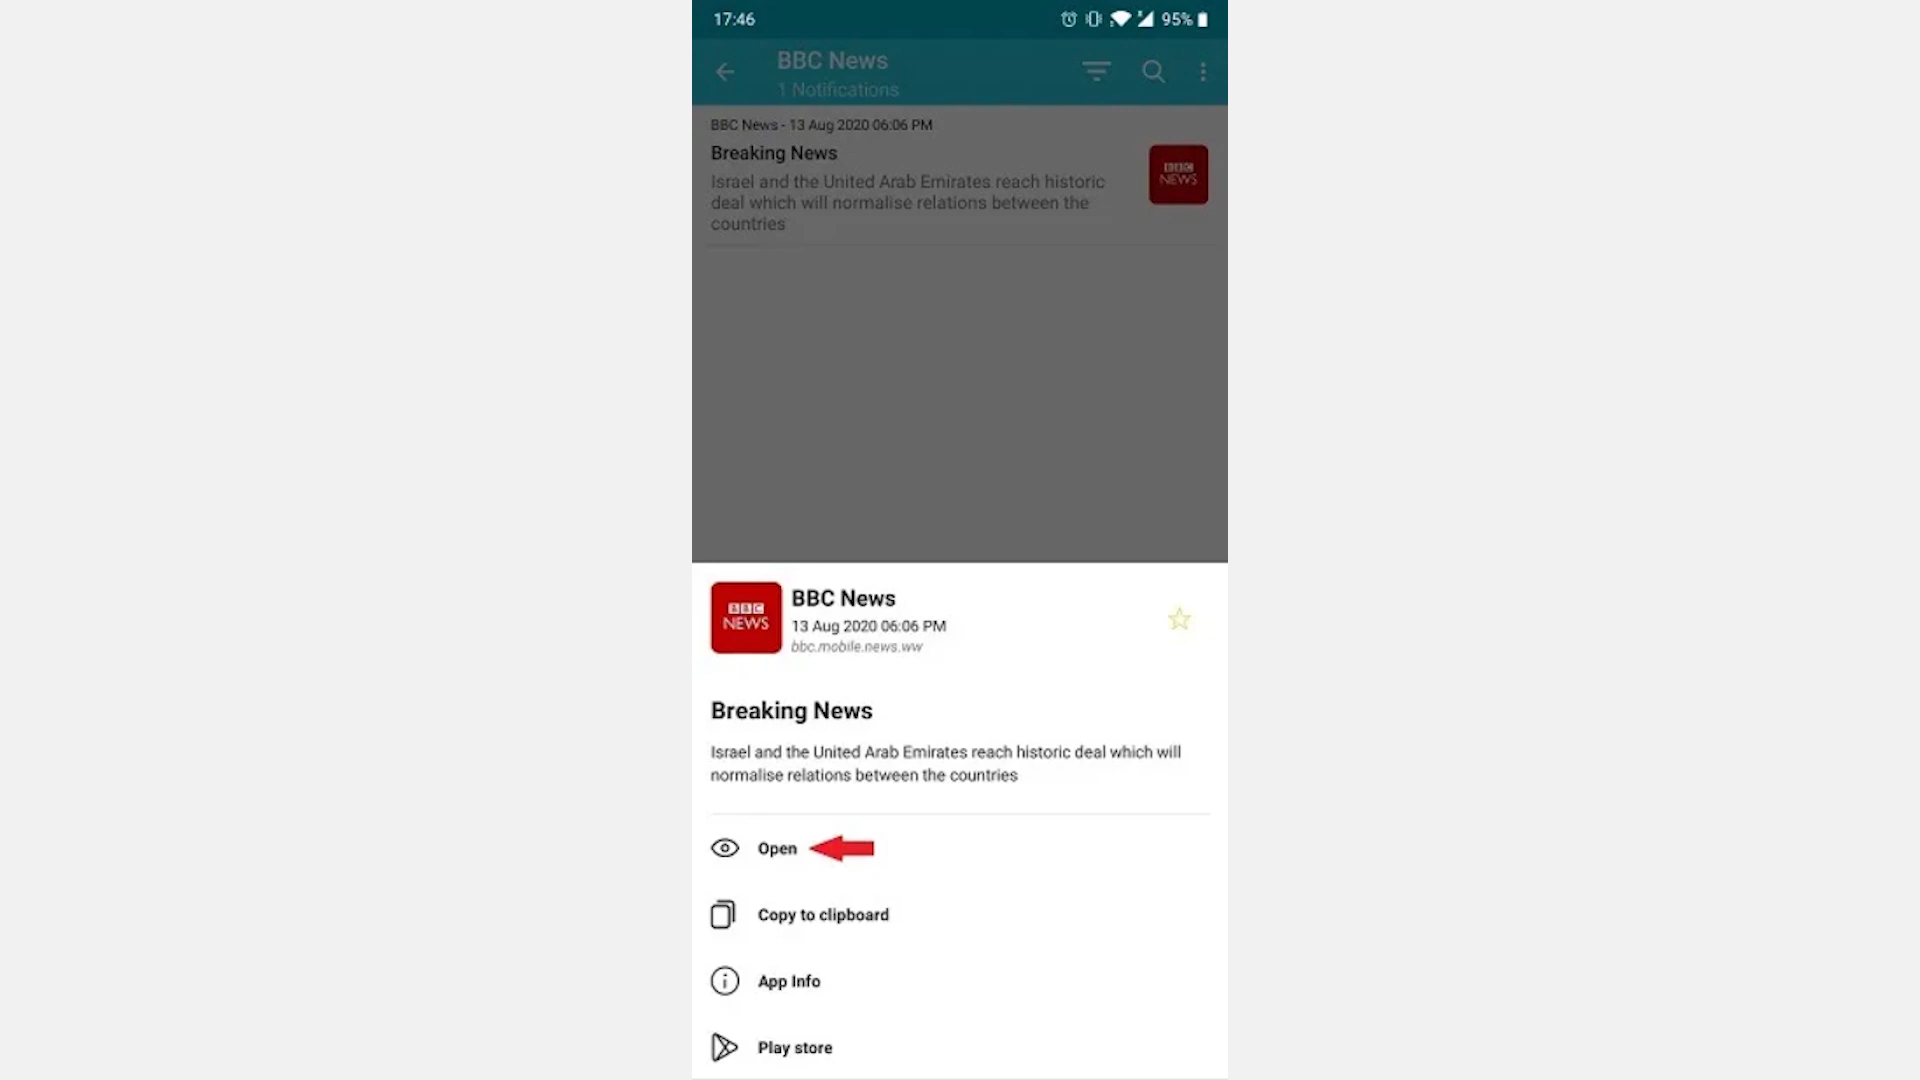 17:46
95%
BBC News
1 Notifications
BBC News - 13 Aug 2020 06:06 PM
Breaking News
Israel and the United Arab Emirates reach historic
deal which will normalise relations between the
countries
BBC
NEWS
BBC
NEWS
BBC News
13 Aug 2020 06:06 PM
bbc.mobile.news.ww
Breaking News
Israel and the United Arab Emirates reach historic deal which will
normalise relations between the countries
Open
Copy to clipboard
App Info
Play store